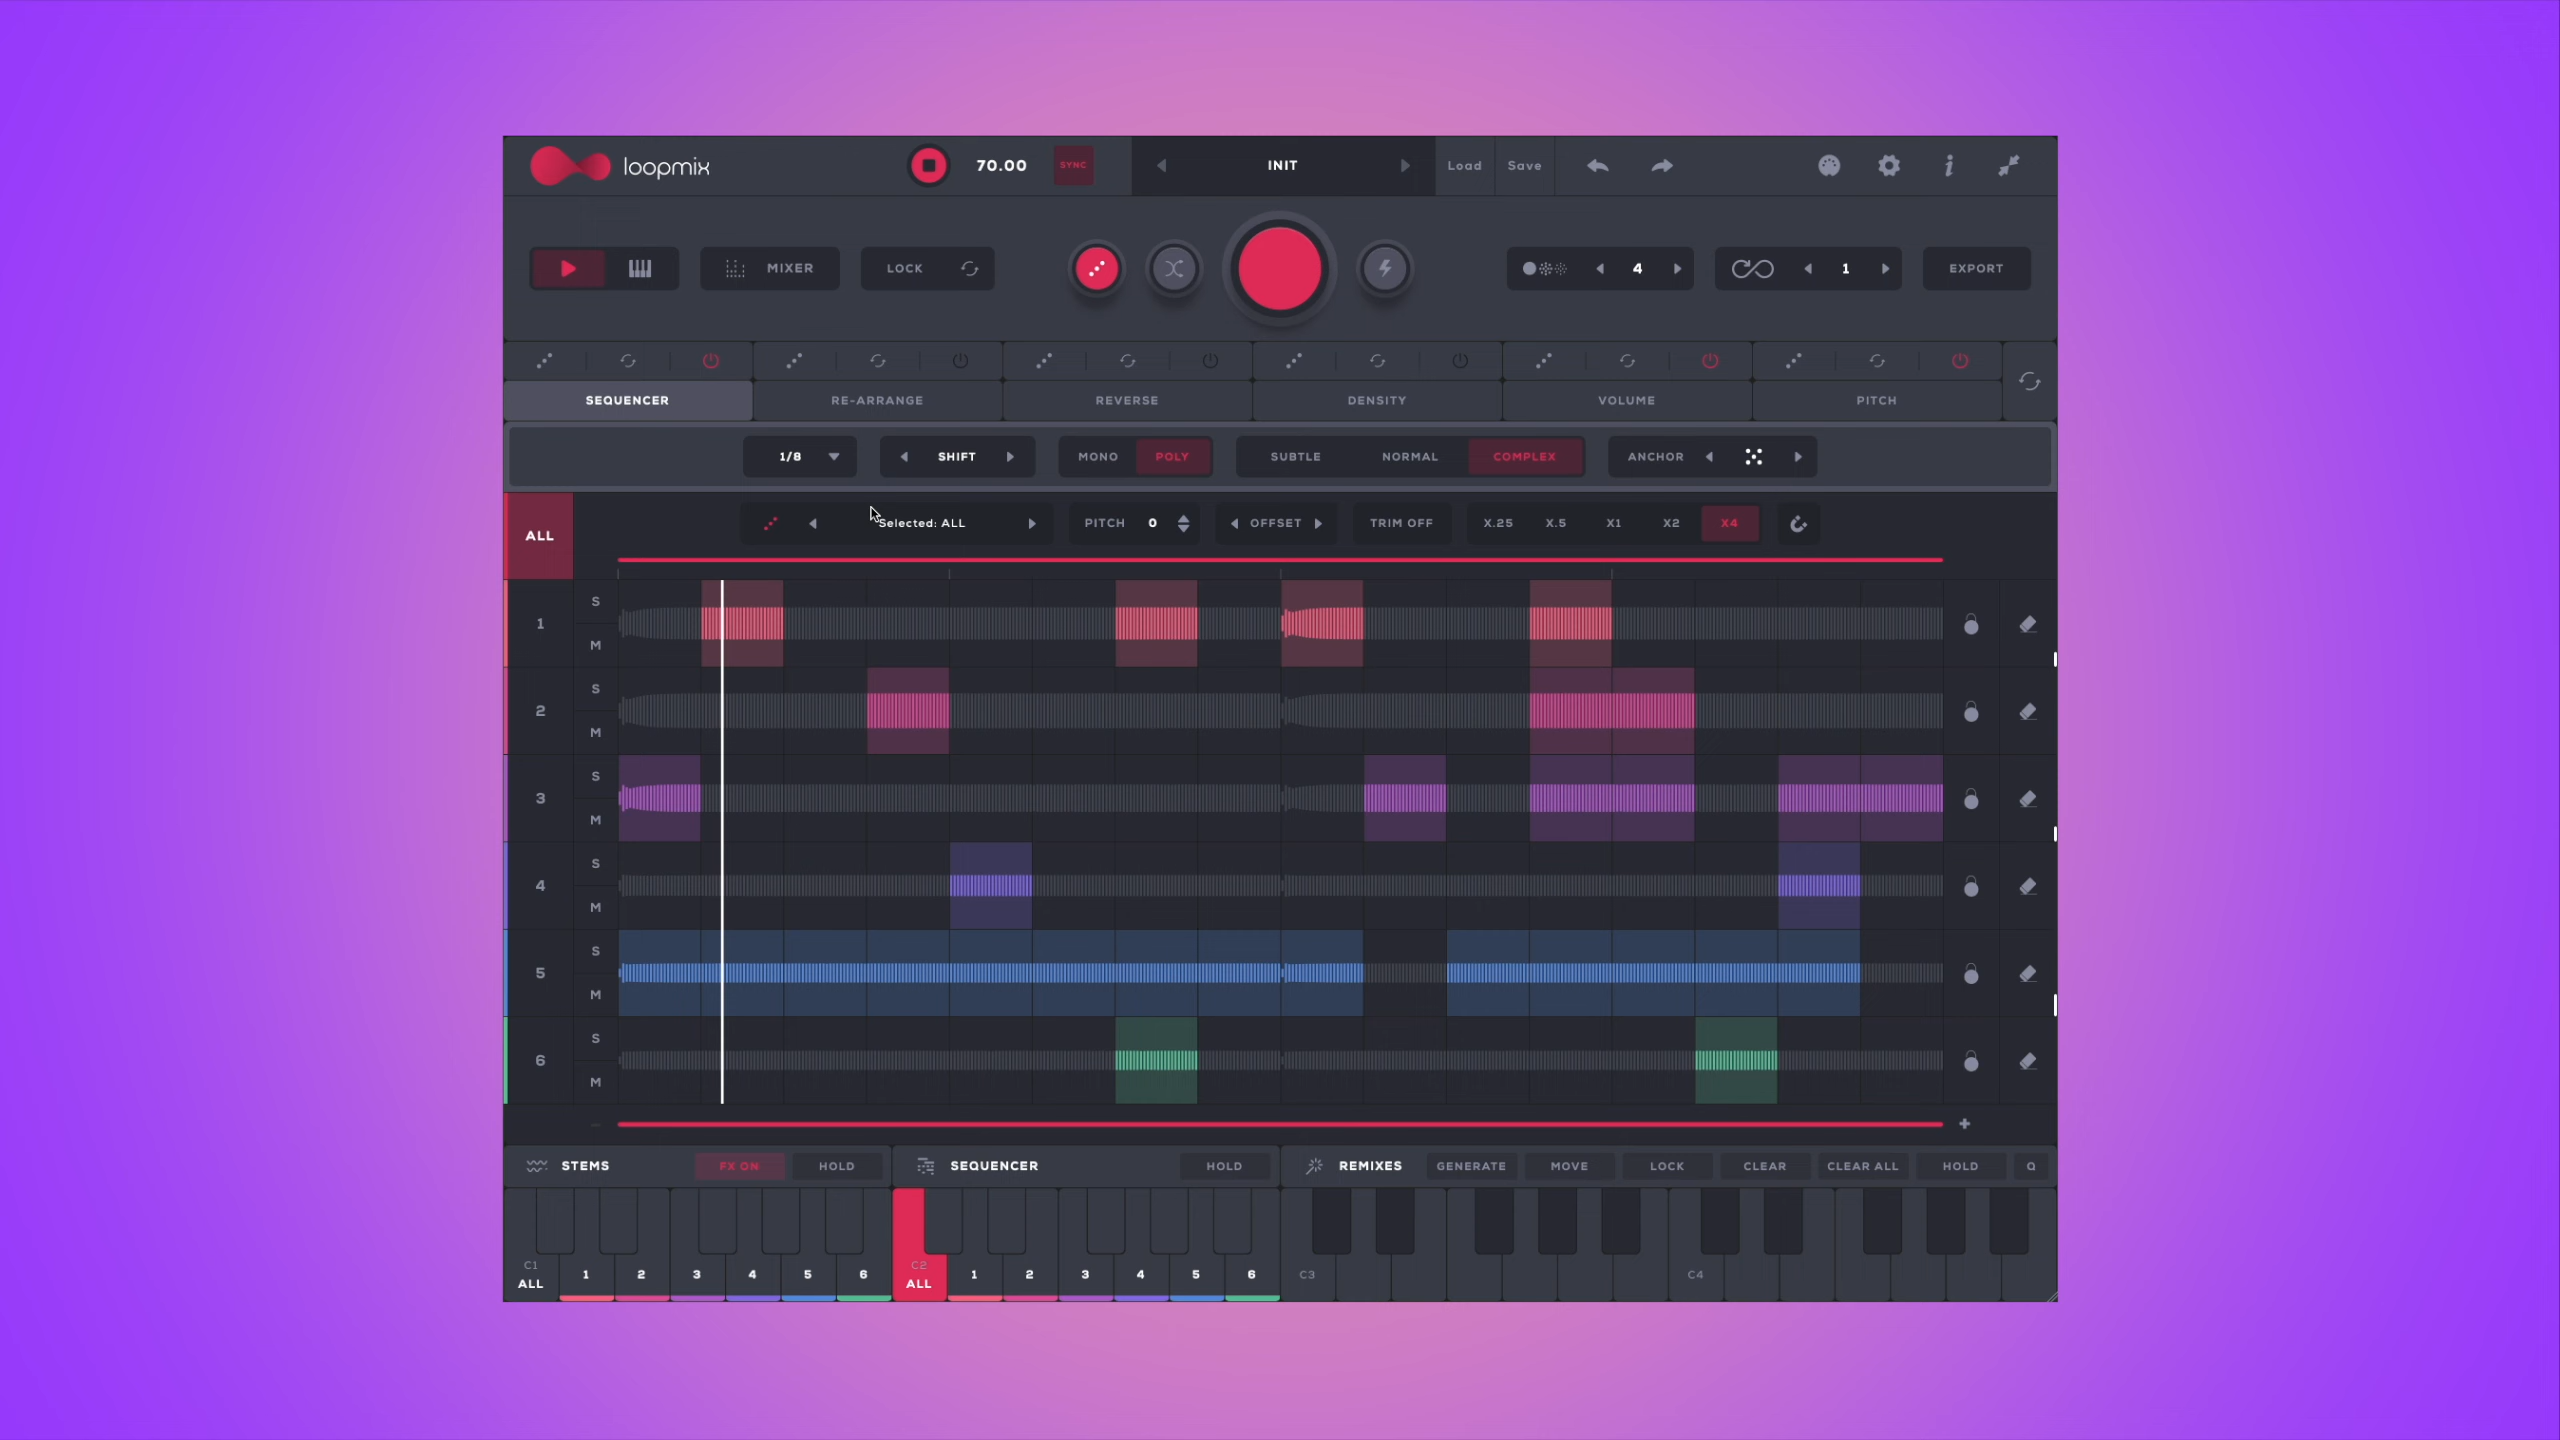 loopmix 70.00 SYNC INIT Load Save
MIXER LOCK 4 1 EXPORT
SEQUENCER RE-ARRANGE REVERSE DENSITY VOLUME PITCH
1/8 SHIFT MONO POLY SUBTLE NORMAL COMPLEX ANCHOR
ALL Selected: ALL PITCH 0 OFFSET TRIM OFF X.25 X.5 X1 X2 X4
S
1
M
S
2
M
S
3
M
S
4
M
S
5
M
S
6
M
STEMS FX ON HOLD SEQUENCER HOLD REMIXES GENERATE MOVE LOCK CLEAR CLEAR ALL HOLD Q
C1 C2 C3 C4
ALL 1 2 3 4 5 6 ALL 1 2 3 4 5 6